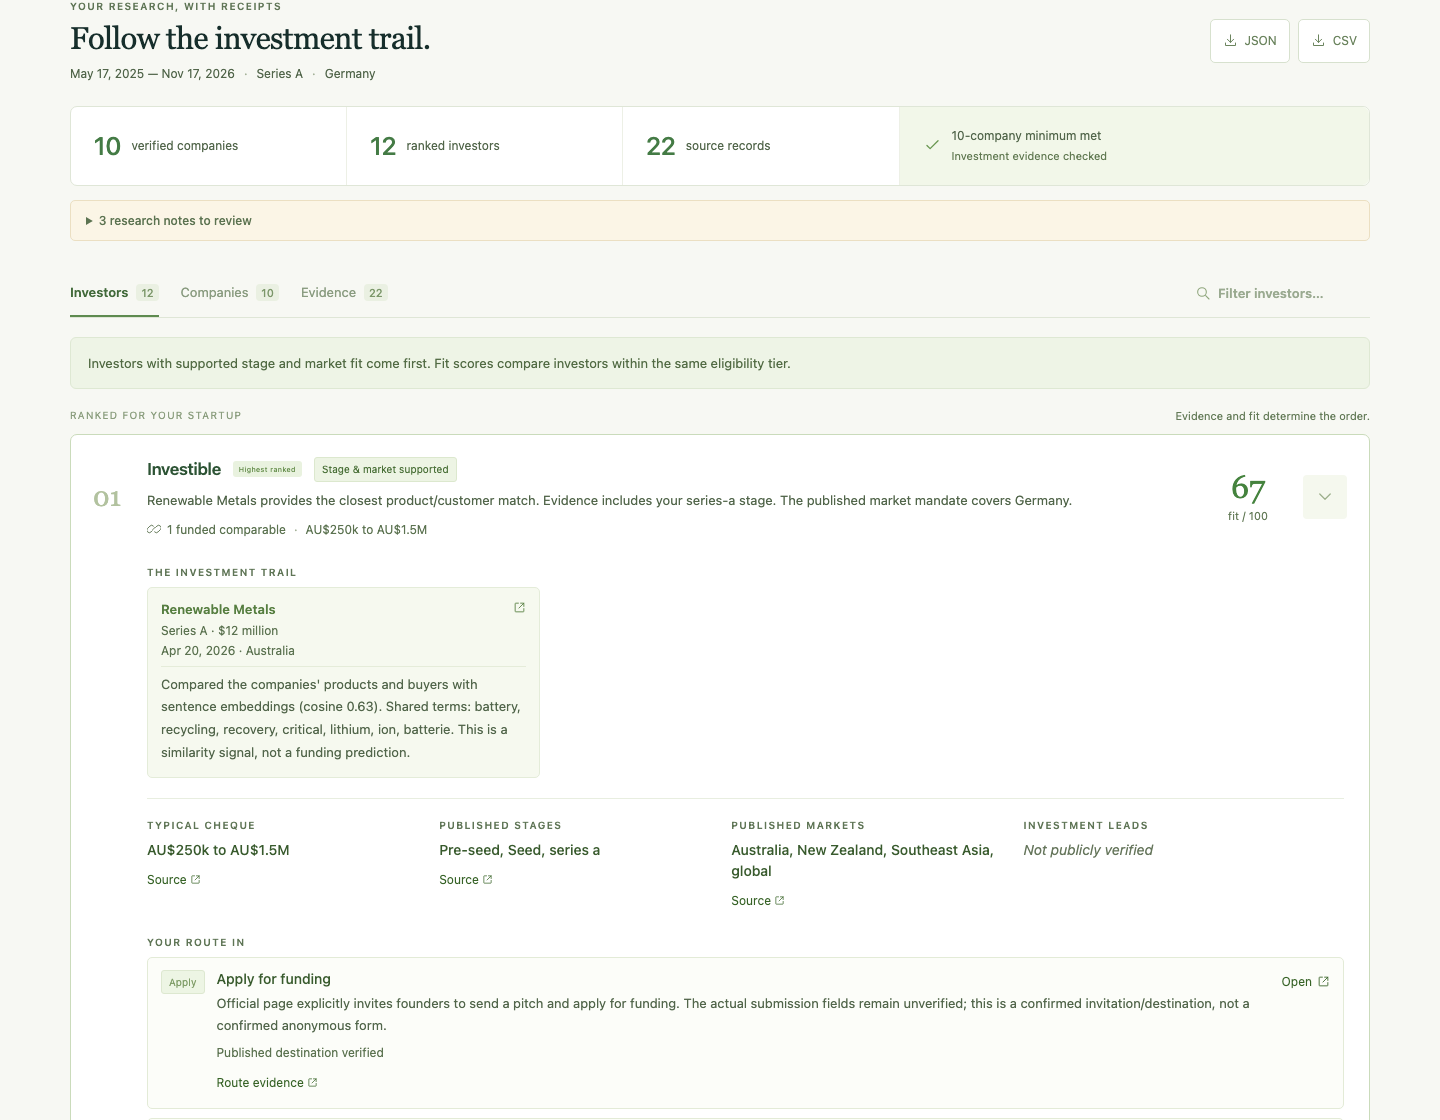 YOUR RESEARCH, WITH RECEIPTS
Follow the investment trail.
JSON
CSV
May 17, 2025 — Nov 17, 2026 · Series A · Germany
10 verified companies
12 ranked investors
22 source records
10-company minimum met
Investment evidence checked
3 research notes to review
Investors 12
Companies 10
Evidence 22
Filter investors...
Investors with supported stage and market fit come first. Fit scores compare investors within the same eligibility tier.
RANKED FOR YOUR STARTUP
Evidence and fit determine the order.
01
Investible Highest ranked Stage & market supported
Renewable Metals provides the closest product/customer match. Evidence includes your series-a stage. The published market mandate covers Germany.
1 funded comparable · AU$250k to AU$1.5M
67
fit / 100
THE INVESTMENT TRAIL
Renewable Metals
Series A · $12 million
Apr 20, 2026 · Australia
Compared the companies' products and buyers with
sentence embeddings (cosine 0.63). Shared terms: battery,
recycling, recovery, critical, lithium, ion, batterie. This is a
similarity signal, not a funding prediction.
TYPICAL CHEQUE
AU$250k to AU$1.5M
Source
PUBLISHED STAGES
Pre-seed, Seed, series a
Source
PUBLISHED MARKETS
Australia, New Zealand, Southeast Asia,
global
Source
INVESTMENT LEADS
Not publicly verified
YOUR ROUTE IN
Apply
Apply for funding
Open
Official page explicitly invites founders to send a pitch and apply for funding. The actual submission fields remain unverified; this is a confirmed invitation/destination, not a
confirmed anonymous form.
Published destination verified
Route evidence